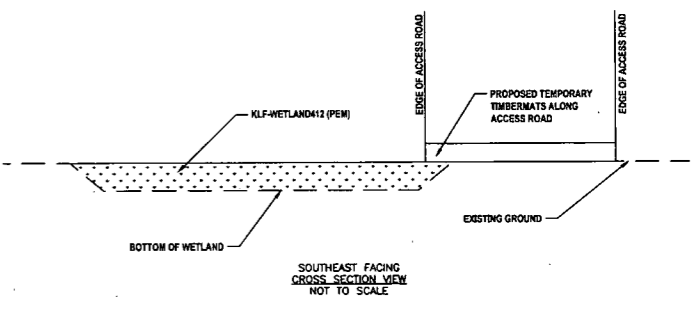 EDGE OF ACCESS ROAD
EDGE OF ACCESS ROAD
PROPOSED TEMPORARY
TIMBERMATS ALONG
ACCESS ROAD
KLF-WETLAND412 (PEM)
EXISTING GROUND
BOTTOM OF WETLAND
SOUTHEAST FACING
CROSS SECTION VIEW
NOT TO SCALE